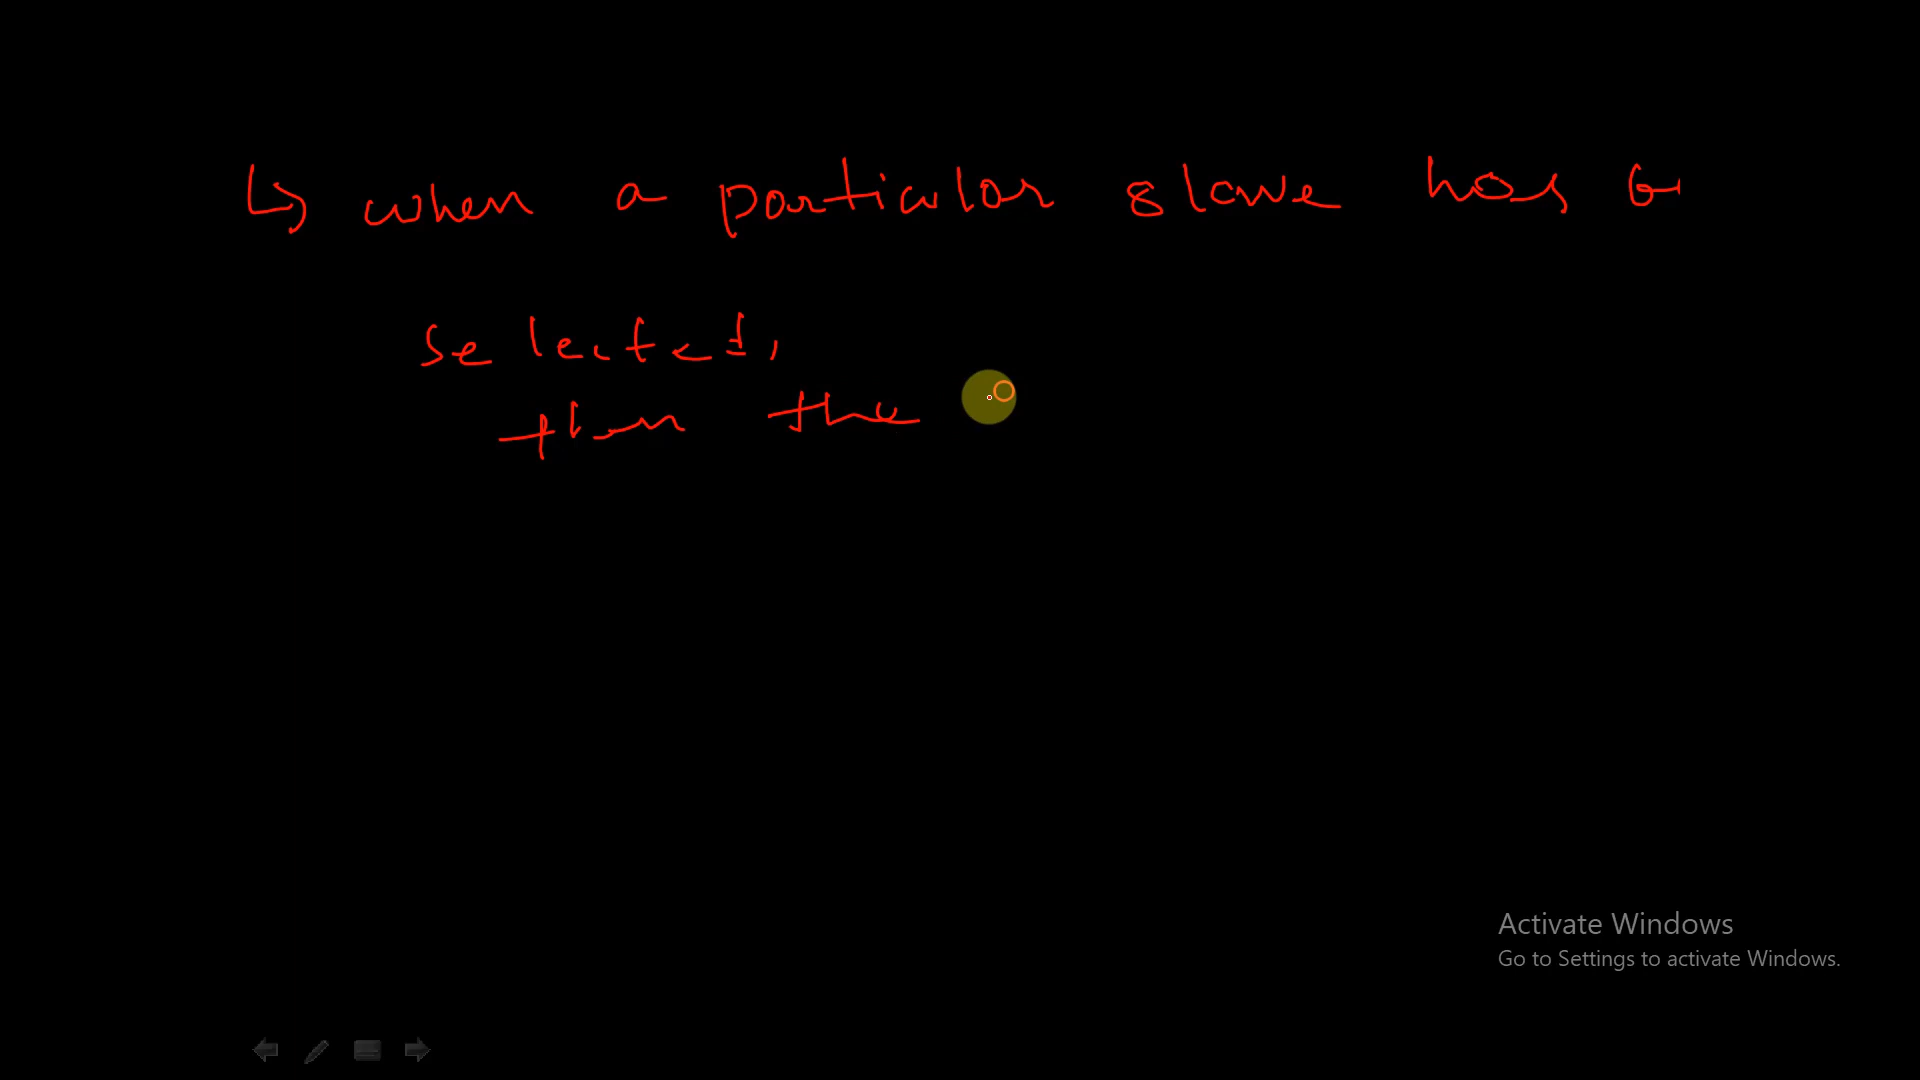 ↳ when a particular slave has
selected,
then the
Activate Windows
Go to Settings to activate Windows.